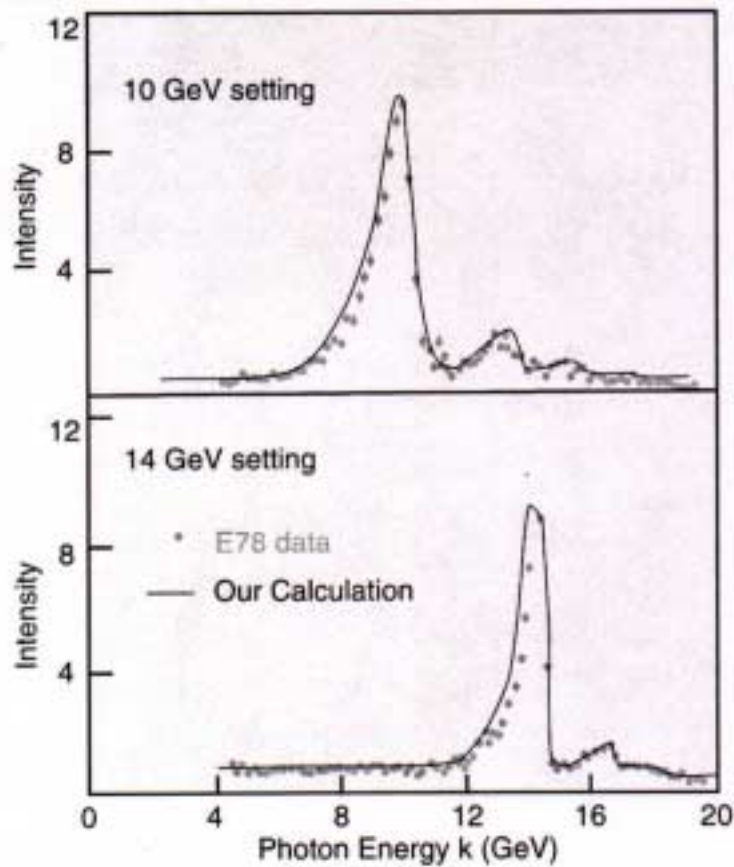 12
10 GeV setting
8
Intensity
4
12
14 GeV setting
E78 data
8
Our Calculation
Intensity
4
0
4
8
12
16
20
Photon Energy k (GeV)